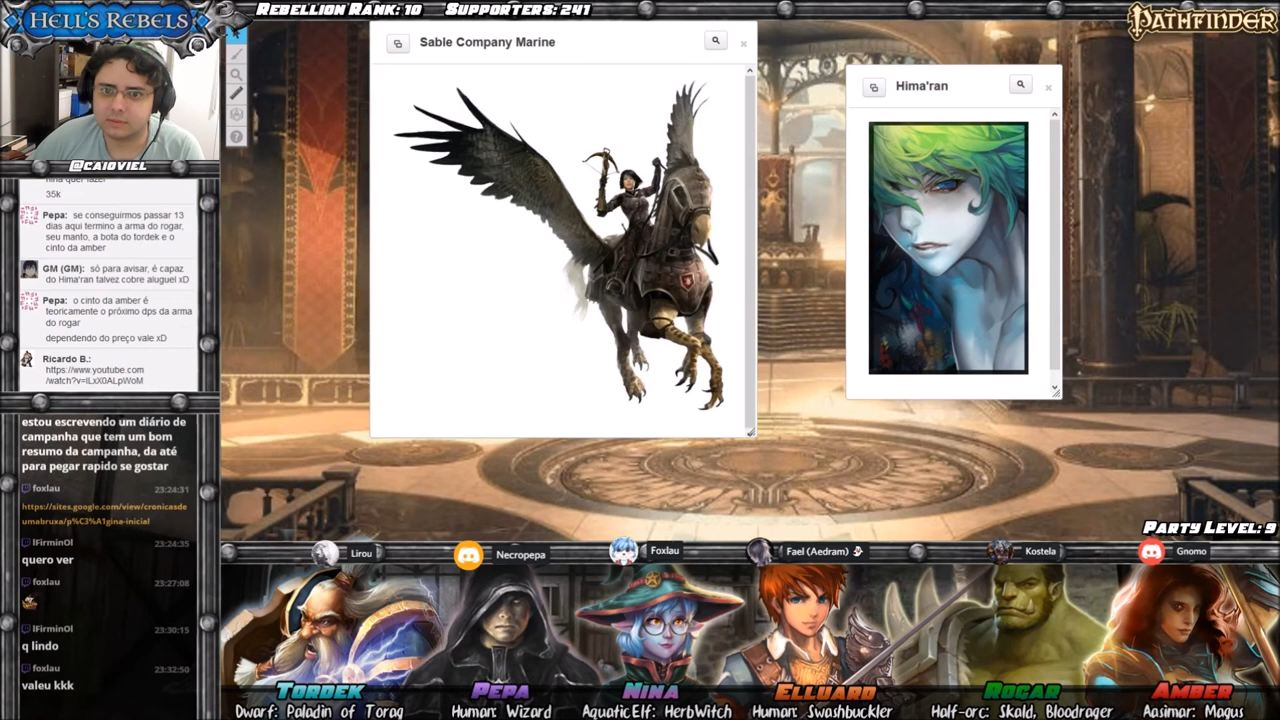 HELL'S REBELS
REBELLION RANK: 10 SUPPORTERS: 241
PATHFINDER
@CAIOVIEL
Sable Company Marine
Hima'ran
35k
Pepa: se conseguirmos passar 13
dias aqui termino a arma do rogar,
seu manto, a bota do tordek e o
cinto da amber
GM (GM): só para avisar, é capaz
do Hima'ran talvez cobre aluguel xD
Pepa: o cinto da amber é
teoricamente o próximo dps da arma
do rogar
dependendo do preço vale xD
Ricardo B.:
https://www.youtube.com
/watch?v=ILxX0ALpWoM
estou escrevendo um diário de
campanha que tem um bom
resumo da campanha, da até
para pegar rapido se gostar
foxlau 23:24:31
https://sites.google.com/view/cronicasde
umabruxa/p%C3%A1gina-inicial
lFirminOl 23:24:35
quero ver
foxlau 23:27:08
lFirminOl 23:30:15
q lindo
foxlau 23:32:50
valeu kkk
PARTY LEVEL: 9
Lirou
Necropepa
Foxlau
Fael (Aedram)
Kostela
Gnomo
TORDEK
Dwarf: Paladin of Torag
PEPA
Human: Wizard
NINA
Aquatic Elf: HerbWitch
ELLUARD
Human: Swashbuckler
ROGAR
Half-orc: Skald, Bloodrager
AMBER
Aasimar: Magus